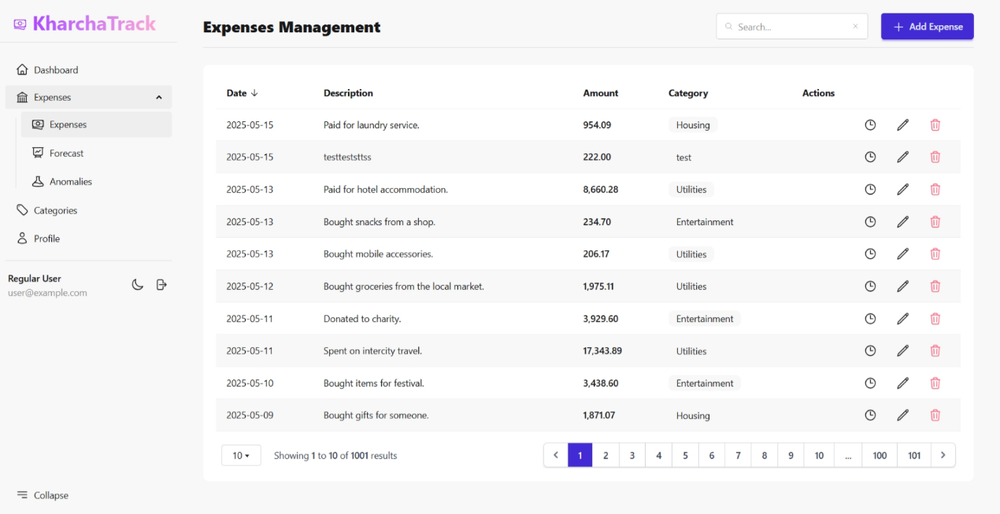 KharchaTrack
Dashboard
Expenses
Expenses
Forecast
Anomalies
Categories
Profile
Regular User
user@example.com
Collapse
Expenses Management
Search...
Add Expense
Date Description Amount Category Actions
2025-05-15 Paid for laundry service. 954.09 Housing
2025-05-15 testteststtss 222.00 test
2025-05-13 Paid for hotel accommodation. 8,660.28 Utilities
2025-05-13 Bought snacks from a shop. 234.70 Entertainment
2025-05-13 Bought mobile accessories. 206.17 Utilities
2025-05-12 Bought groceries from the local market. 1,975.11 Utilities
2025-05-11 Donated to charity. 3,929.60 Entertainment
2025-05-11 Spent on intercity travel. 17,343.89 Utilities
2025-05-10 Bought items for festival. 3,438.60 Entertainment
2025-05-09 Bought gifts for someone. 1,871.07 Housing
10 Showing 1 to 10 of 1001 results 1 2 3 4 5 6 7 8 9 10 ... 100 101